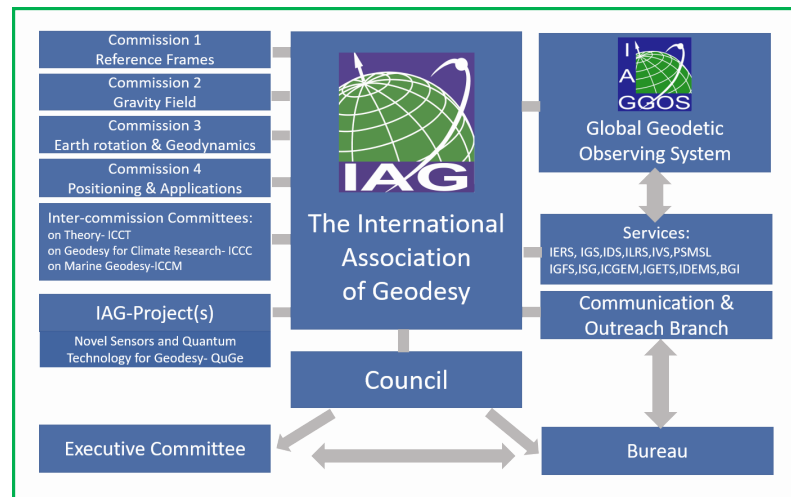 Commission 1
Reference Frames
Commission 2
Gravity Field
Commission 3
Earth rotation & Geodynamics
Commission 4
Positioning & Applications
Inter-commission Committees:
on Theory- ICCT
on Geodesy for Climate Research- ICCC
on Marine Geodesy-ICCM
IAG-Project(s)
Novel Sensors and Quantum
Technology for Geodesy- QuGe
IAG
The International
Association
of Geodesy
Council
Executive Committee
I
A
GGOS
Global Geodetic
Observing System
Services:
IERS, IGS,IDS,ILRS,IVS,PSMSL
IGFS,ISG,ICGEM,IGETS,IDEMS,BGI
Communication &
Outreach Branch
Bureau